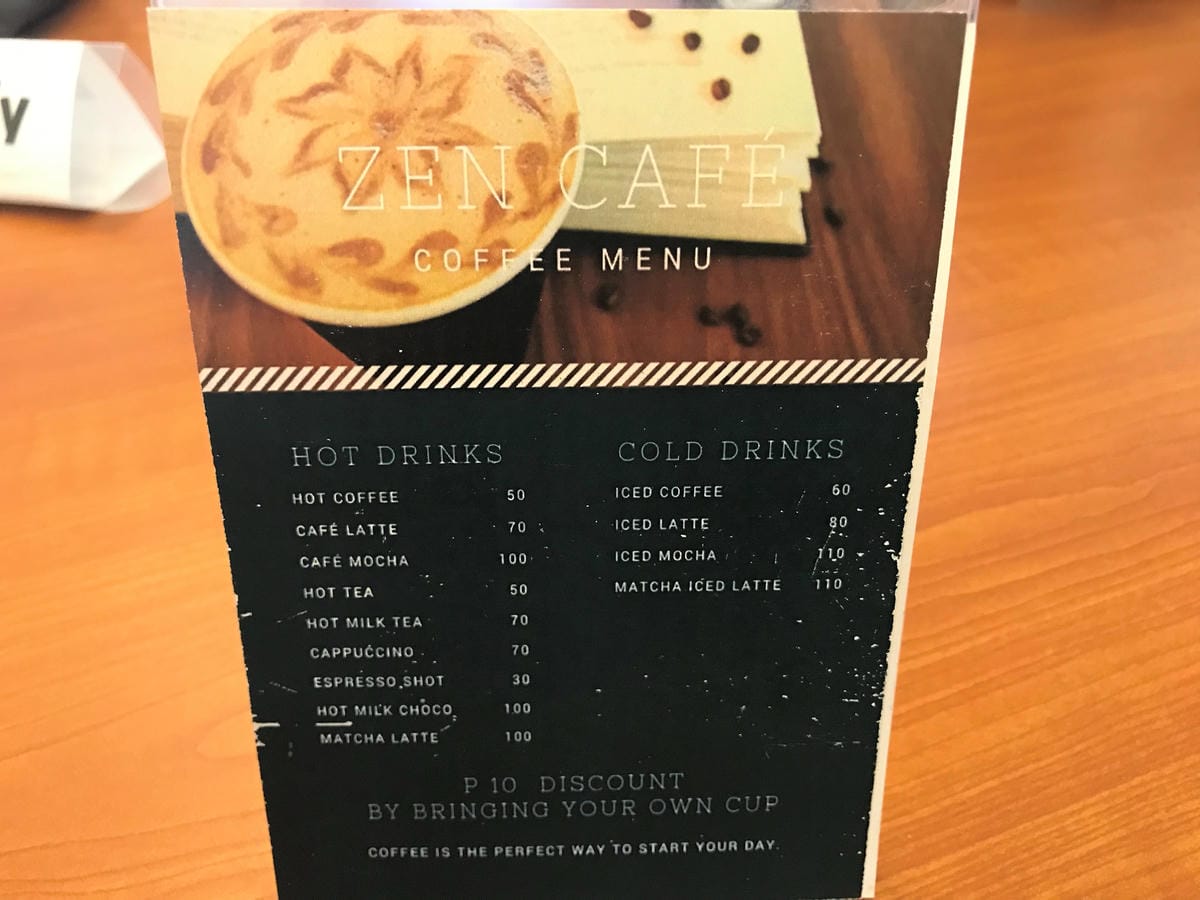 ZEN CAFÉ
COFFEE MENU
HOT DRINKS
HOT COFFEE 50
CAFÉ LATTE 70
CAFÉ MOCHA 100
HOT TEA 50
HOT MILK TEA 70
CAPPUCCINO 70
ESPRESSO SHOT 30
HOT MILK CHOCO 100
MATCHA LATTE 100
COLD DRINKS
ICED COFFEE 60
ICED LATTE 80
ICED MOCHA 110
MATCHA ICED LATTE 110
P 10 DISCOUNT
BY BRINGING YOUR OWN CUP
COFFEE IS THE PERFECT WAY TO START YOUR DAY.